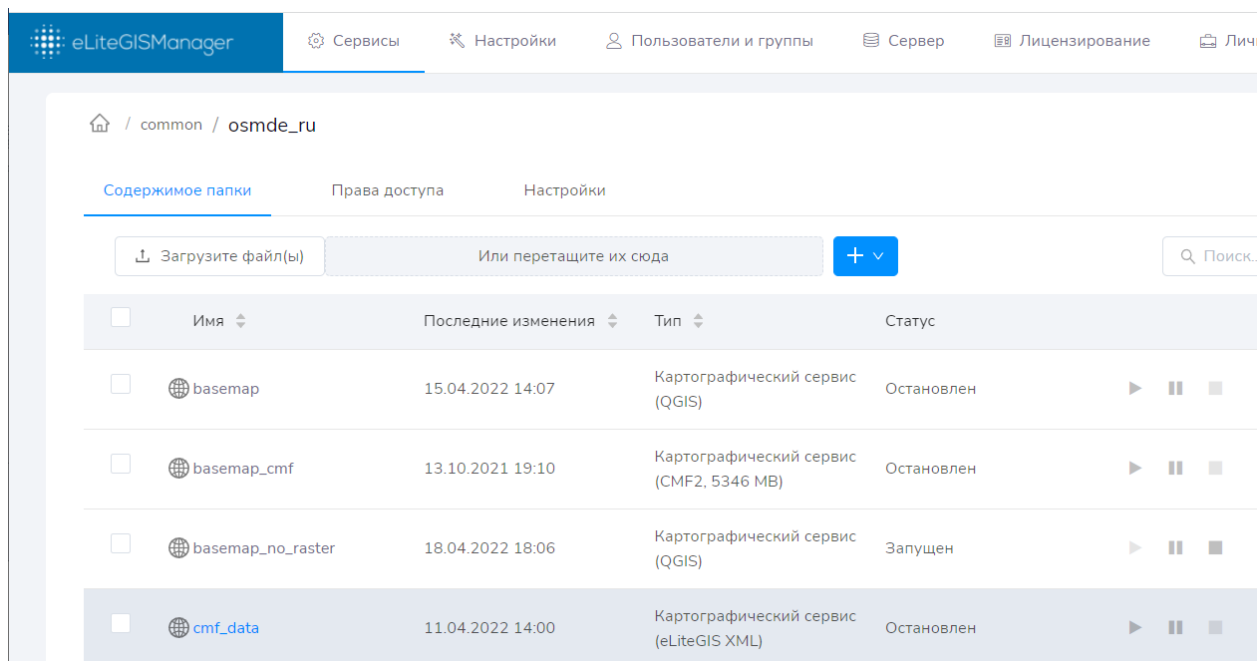 eLiteGISManager Сервисы Настройки Пользователи и группы Сервер Лицензирование
/ common / osmde_ru
Содержимое папки Права доступа Настройки
Загрузите файл(ы) Или перетащите их сюда Поиск..
Имя Последние изменения Тип Статус
basemap 15.04.2022 14:07 Картографический сервис (QGIS) Остановлен
basemap_cmf 13.10.2021 19:10 Картографический сервис (CMF2, 5346 MB) Остановлен
basemap_no_raster 18.04.2022 18:06 Картографический сервис (QGIS) Запущен
cmf_data 11.04.2022 14:00 Картографический сервис (eLiteGIS XML) Остановлен